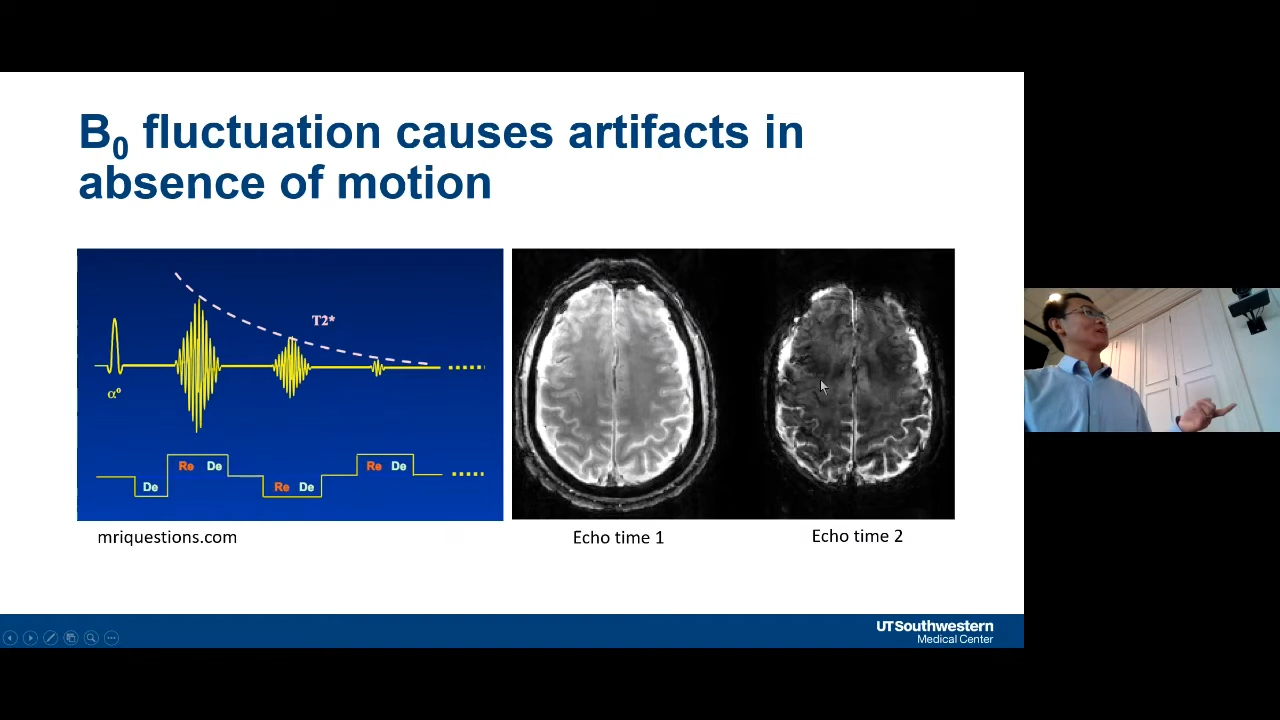 B₀ fluctuation causes artifacts in
absence of motion
T2*
α°
Re De
Re De
De
Re De
mriquestions.com
Echo time 1
Echo time 2
UTSouthwestern
Medical Center